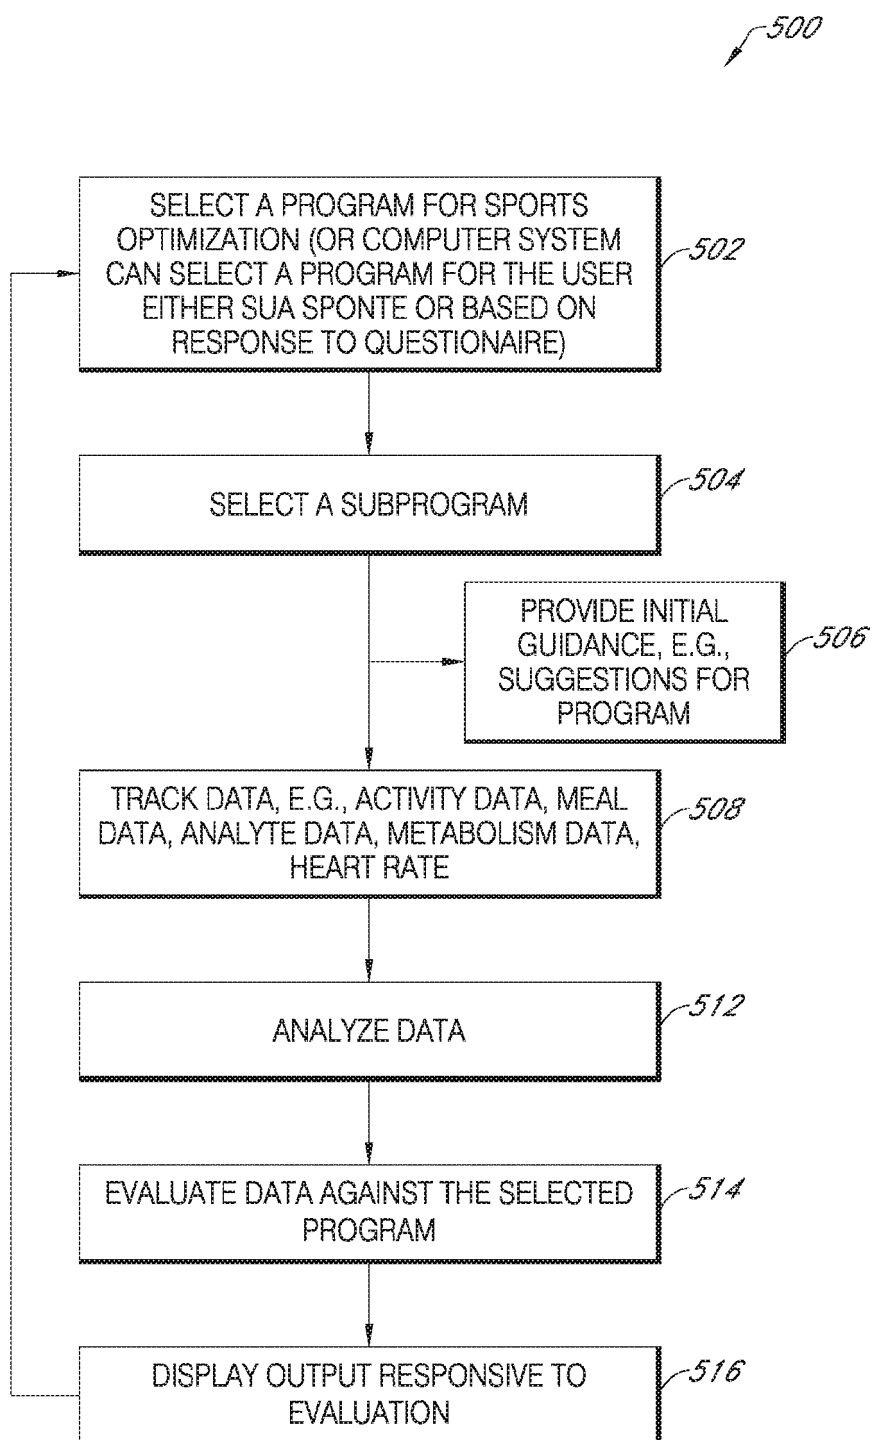 500
SELECT A PROGRAM FOR SPORTS
OPTIMIZATION (OR COMPUTER SYSTEM
CAN SELECT A PROGRAM FOR THE USER
EITHER SUA SPONTE OR BASED ON
RESPONSE TO QUESTIONAIRE)
502
SELECT A SUBPROGRAM
504
PROVIDE INITIAL
GUIDANCE, E.G.,
SUGGESTIONS FOR
PROGRAM
506
TRACK DATA, E.G., ACTIVITY DATA, MEAL
DATA, ANALYTE DATA, METABOLISM DATA,
HEART RATE
508
ANALYZE DATA
512
EVALUATE DATA AGAINST THE SELECTED
PROGRAM
514
DISPLAY OUTPUT RESPONSIVE TO
EVALUATION
516